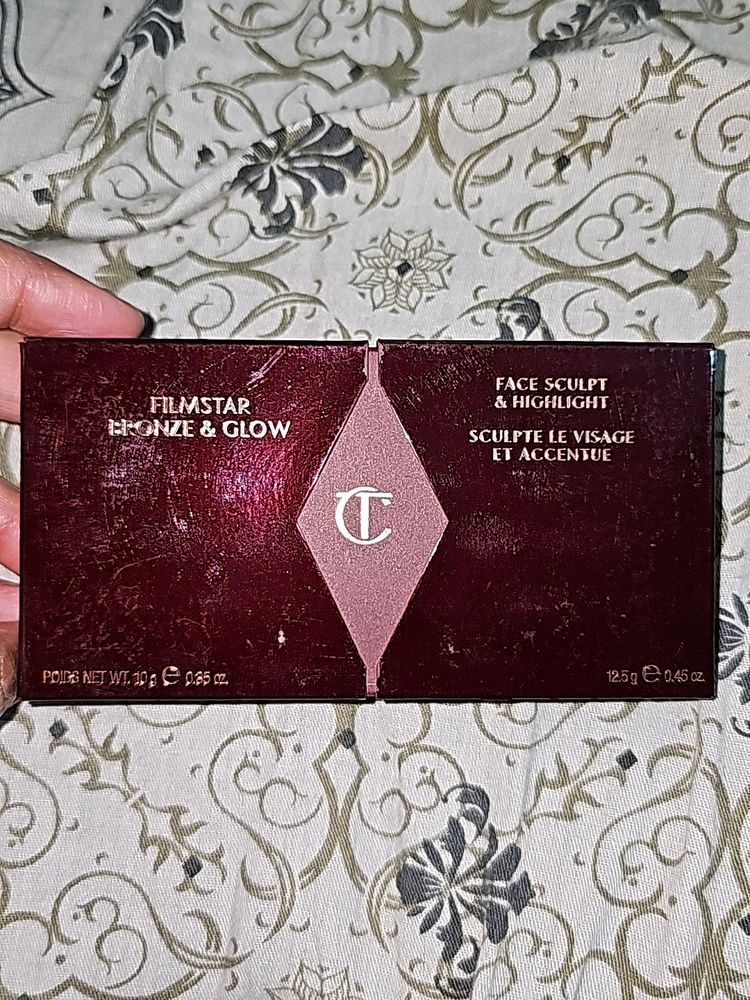 FILMSTAR
BRONZE & GLOW
FACE SCULPT
& HIGHLIGHT
SCULPTE LE VISAGE
ET ACCENTUE
CT
POIDS NET WT. 10 g ℮ 0.35 oz.
12.5 g ℮ 0.45 oz.